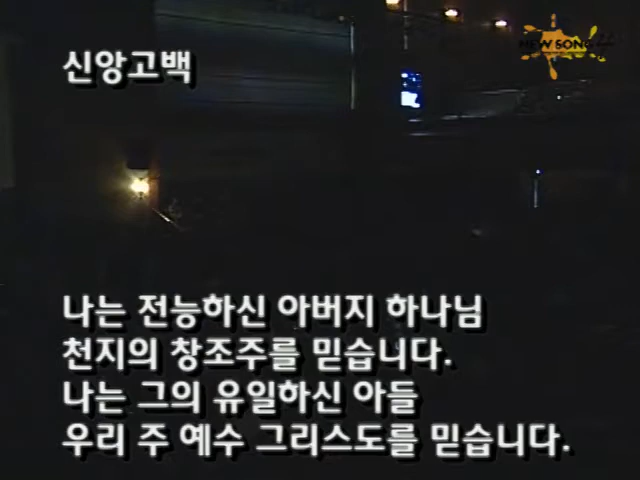 NEW SONG
신앙고백
나는 전능하신 아버지 하나님
천지의 창조주를 믿습니다.
나는 그의 유일하신 아들
우리 주 예수 그리스도를 믿습니다.